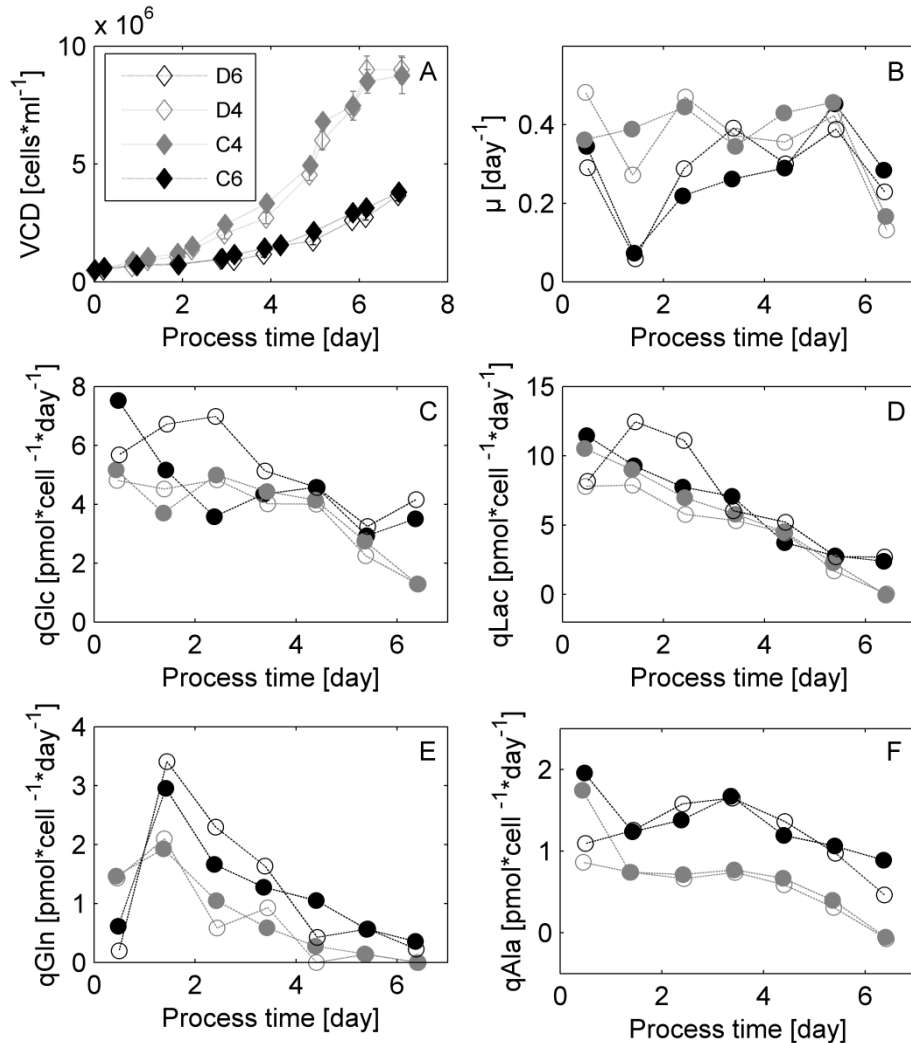 x 10⁶
10
5
0
0 2 4 6 8
VCD [cells*ml⁻¹]
Process time [day]
A
D6
D4
C4
C6
B
0.4
0.2
0
0 2 4 6
µ [day⁻¹]
Process time [day]
C
8
6
4
2
0
0 2 4 6
qGlc [pmol*cell⁻¹*day⁻¹]
Process time [day]
D
15
10
5
0
0 2 4 6
qLac [pmol*cell⁻¹*day⁻¹]
Process time [day]
E
4
3
2
1
0
0 2 4 6
qGln [pmol*cell⁻¹*day⁻¹]
Process time [day]
F
2
1
0
0 2 4 6
qAla [pmol*cell⁻¹*day⁻¹]
Process time [day]